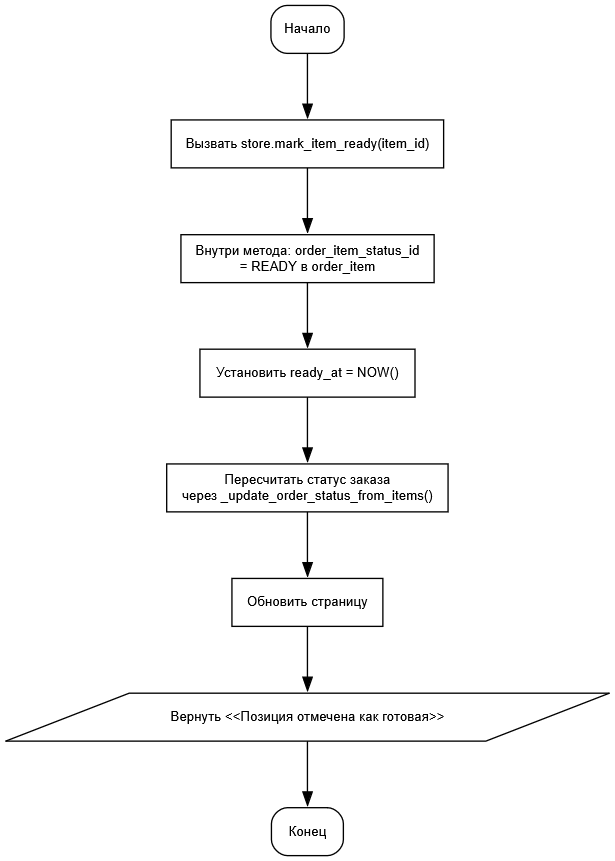 Начало
Вызвать store.mark_item_ready(item_id)
Внутри метода: order_item_status_id
= READY в order_item
Установить ready_at = NOW()
Пересчитать статус заказа
через _update_order_status_from_items()
Обновить страницу
Вернуть <<Позиция отмечена как готовая>>
Конец